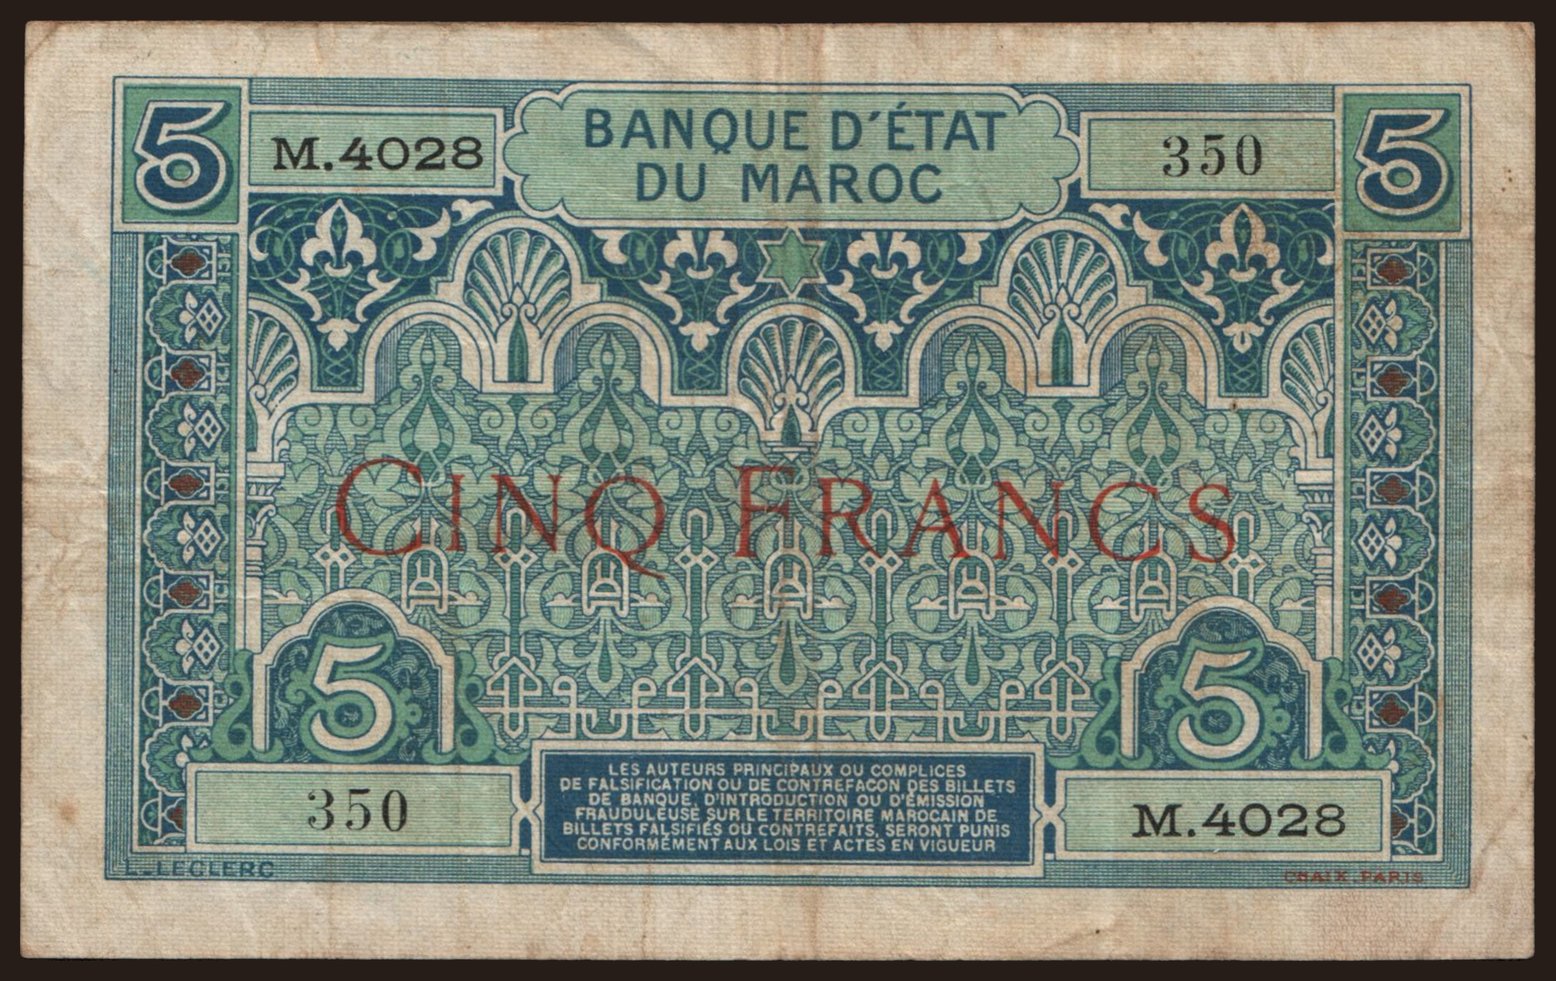 5
M.4028
BANQUE D'ÉTAT
DU MAROC
350
5
CINQ FRANCS
5
5
350
LES AUTEURS PRINCIPAUX OU COMPLICES
DE FALSIFICATION OU DE CONTREFACON DES BILLETS
DE BANQUE, D'INTRODUCTION OU D'ÉMISSION
FRAUDULEUSE SUR LE TERRITOIRE MAROCAIN DE
BILLETS FALSIFIÉS OU CONTREFAITS, SERONT PUNIS
CONFORMÉMENT AUX LOIS ET ACTES EN VIGUEUR
M.4028
L-LECLERC
CHAIX.PARIS